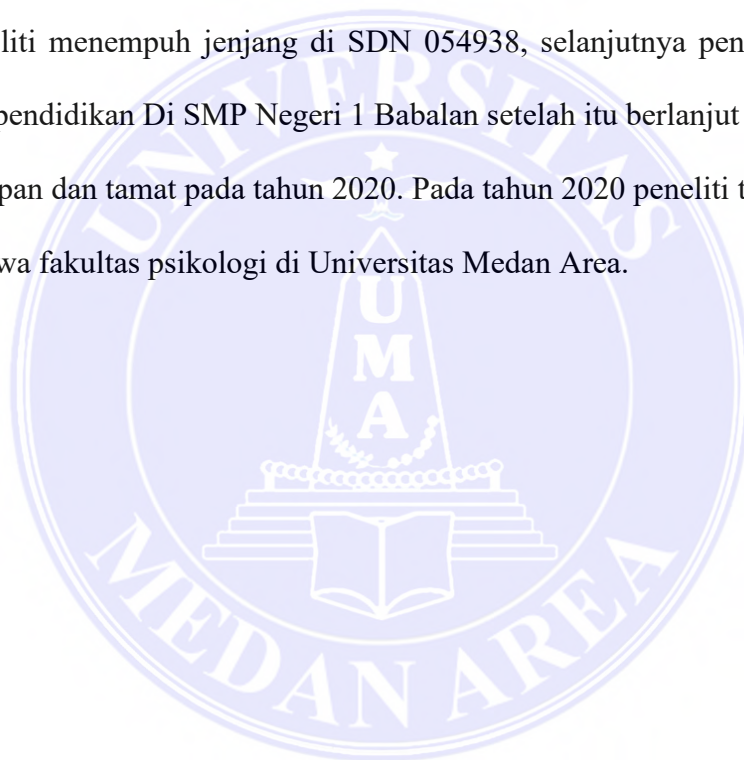 liti menempuh jenjang di SDN 054938, selanjutnya pen
pendidikan Di SMP Negeri 1 Babalan setelah itu berlanjut
pan dan tamat pada tahun 2020. Pada tahun 2020 peneliti t
wa fakultas psikologi di Universitas Medan Area.
UNIVERSITAS
U
M
A
MEDAN AREA